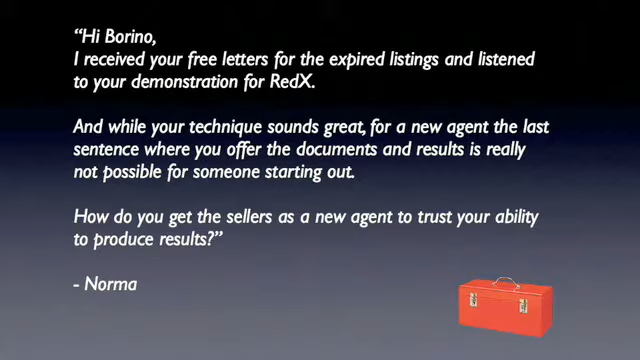 “Hi Borino,
I received your free letters for the expired listings and listened
to your demonstration for RedX.
And while your technique sounds great, for a new agent the last
sentence where you offer the documents and results is really
not possible for someone starting out.
How do you get the sellers as a new agent to trust your ability
to produce results?”
- Norma